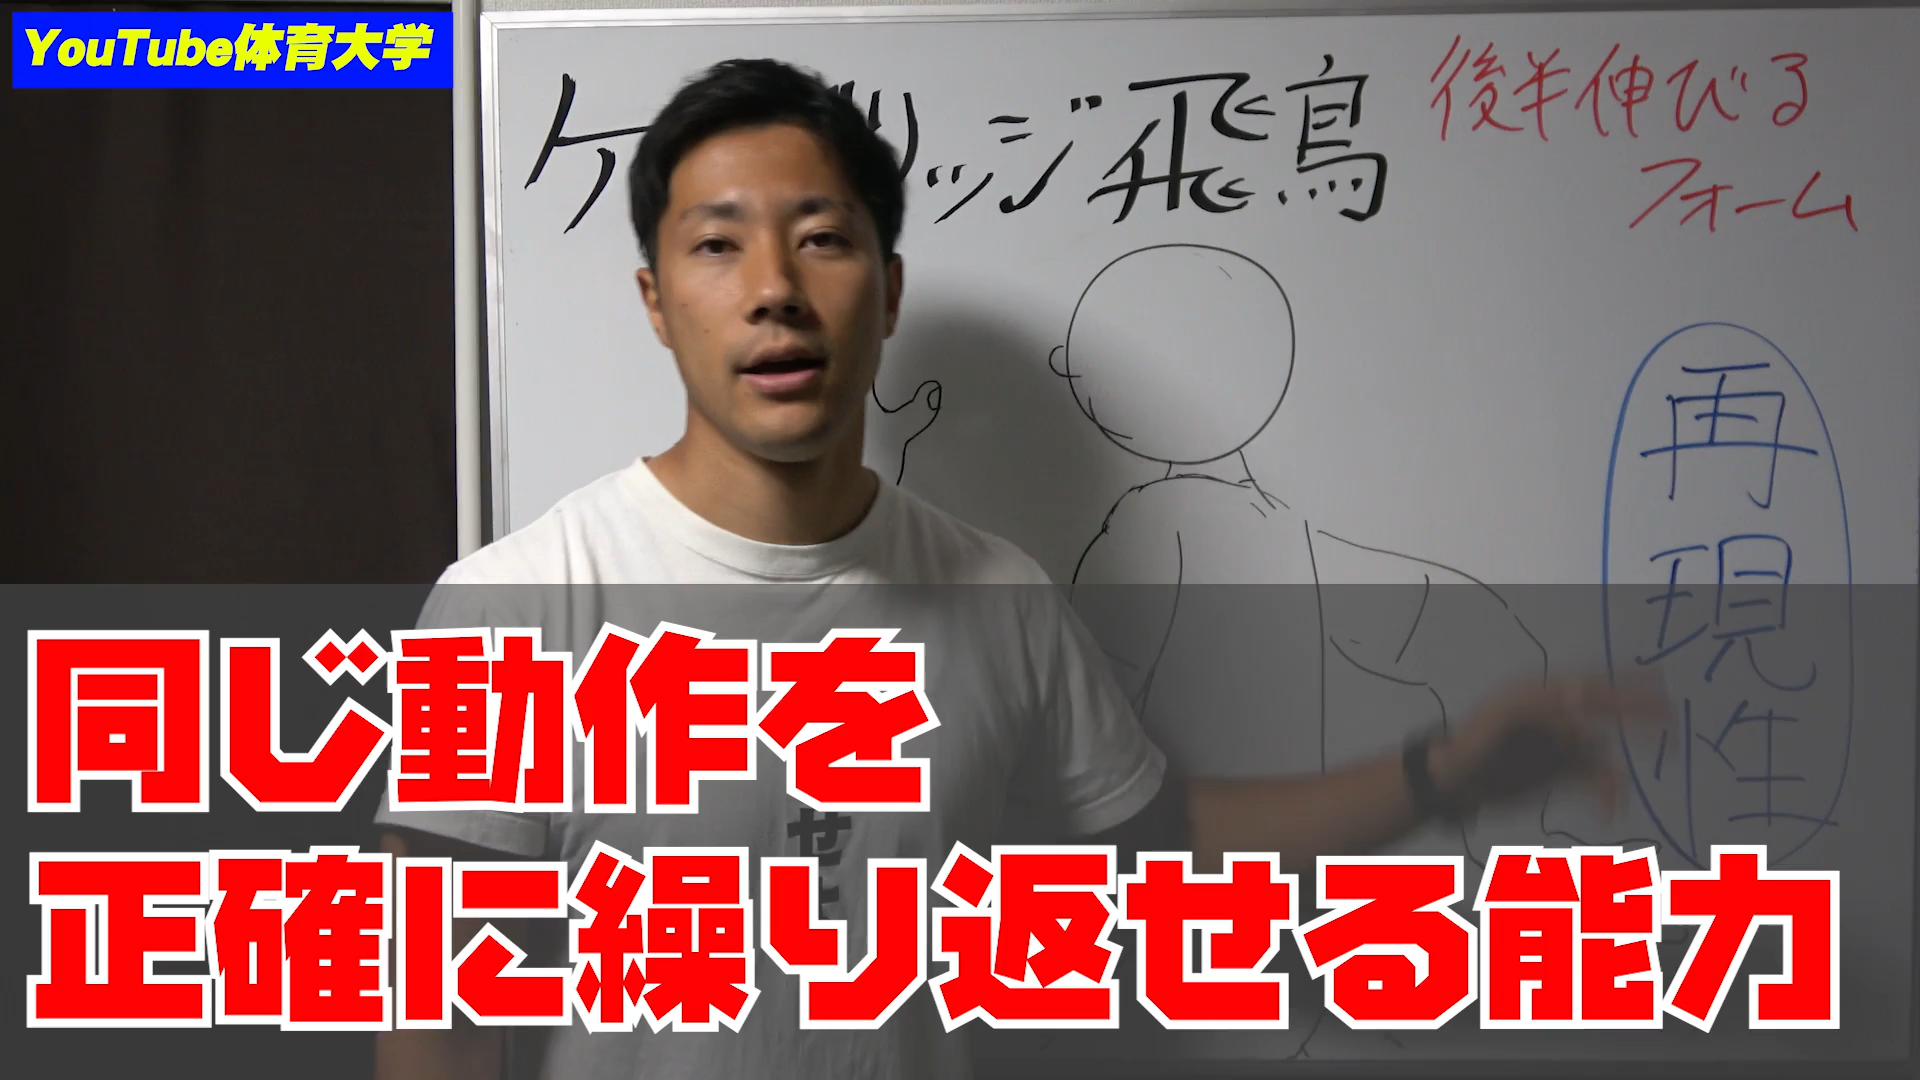 YouTube体育大学
ケ リッジ飛鳥
後半伸びる
フォーム
再現性
同じ動作を
正確に繰り返せる能力
せ